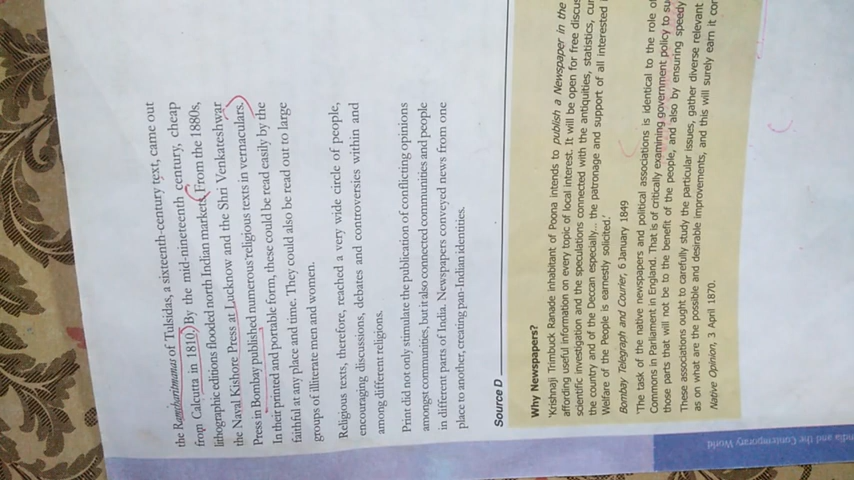 the Ramcharitmanas of Tulsidas, a sixteenth-century text, came out
from Calcutta in 1810. By the mid-nineteenth century, cheap
lithographic editions flooded north Indian markets. From the 1880s,
the Naval Kishore Press at Lucknow and the Shri Venkateshwar
Press in Bombay published numerous religious texts in vernaculars.
In their printed and portable form, these could be read easily by the
faithful at any place and time. They could also be read out to large
groups of illiterate men and women.
Religious texts, therefore, reached a very wide circle of people,
encouraging discussions, debates and controversies within and
among different religions.
Print did not only stimulate the publication of conflicting opinions
amongst communities, but it also connected communities and people
in different parts of India. Newspapers conveyed news from one
place to another, creating pan-Indian identities.
Source D
Why Newspapers?
'Krishnaji Trimbuck Ranade inhabitant of Poona intends to publish a Newspaper in the
affording useful information on every topic of local interest. It will be open for free discus
scientific investigation and the speculations connected with the antiquities, statistics, cur
the country and of the Deccan especially... the patronage and support of all interested i
Welfare of the People is earnestly solicited.'
Bombay Telegraph and Courier, 6 January 1849
'The task of the native newspapers and political associations is identical to the role of
Commons in Parliament in England. That is of critically examining government policy to su
those parts that will not be to the benefit of the people, and also by ensuring speedy
These associations ought to carefully study the particular issues, gather diverse relevant
as on what are the possible and desirable improvements, and this will surely earn it con
Native Opinion, 3 April 1870.
ndia and the Contemporary World